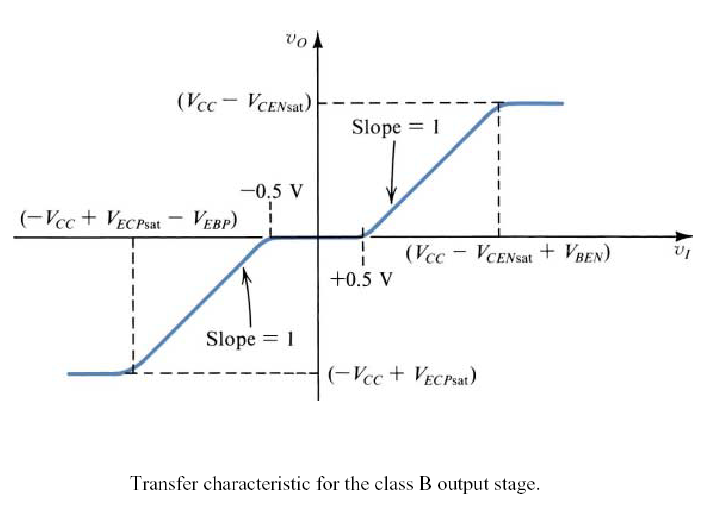 v_O
(V_CC − V_CENsat)
Slope = 1
−0.5 V
(−V_CC + V_ECPsat − V_EBP)
(V_CC − V_CENsat + V_BEN)
v_I
+0.5 V
Slope = 1
(−V_CC + V_ECPsat)
Transfer characteristic for the class B output stage.